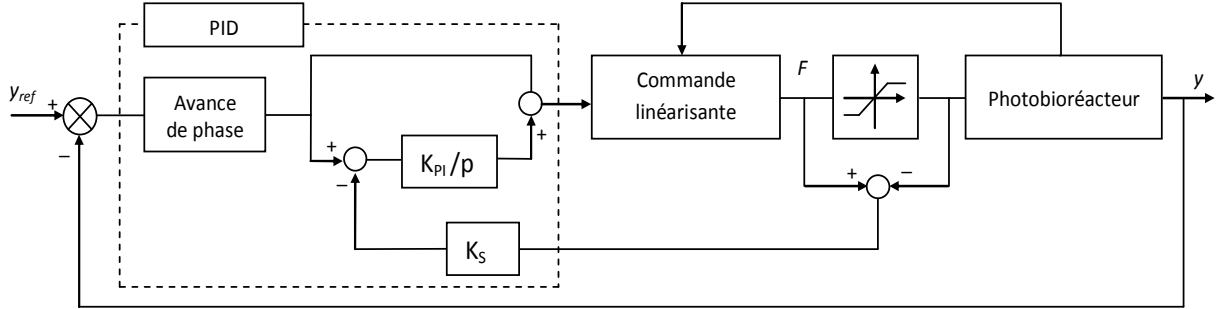 PID
y_ref
+
−
Avance
de phase
+
−
K_PI/p
+
K_S
Commande
linéarisante
F
+
−
Photobioréacteur
y